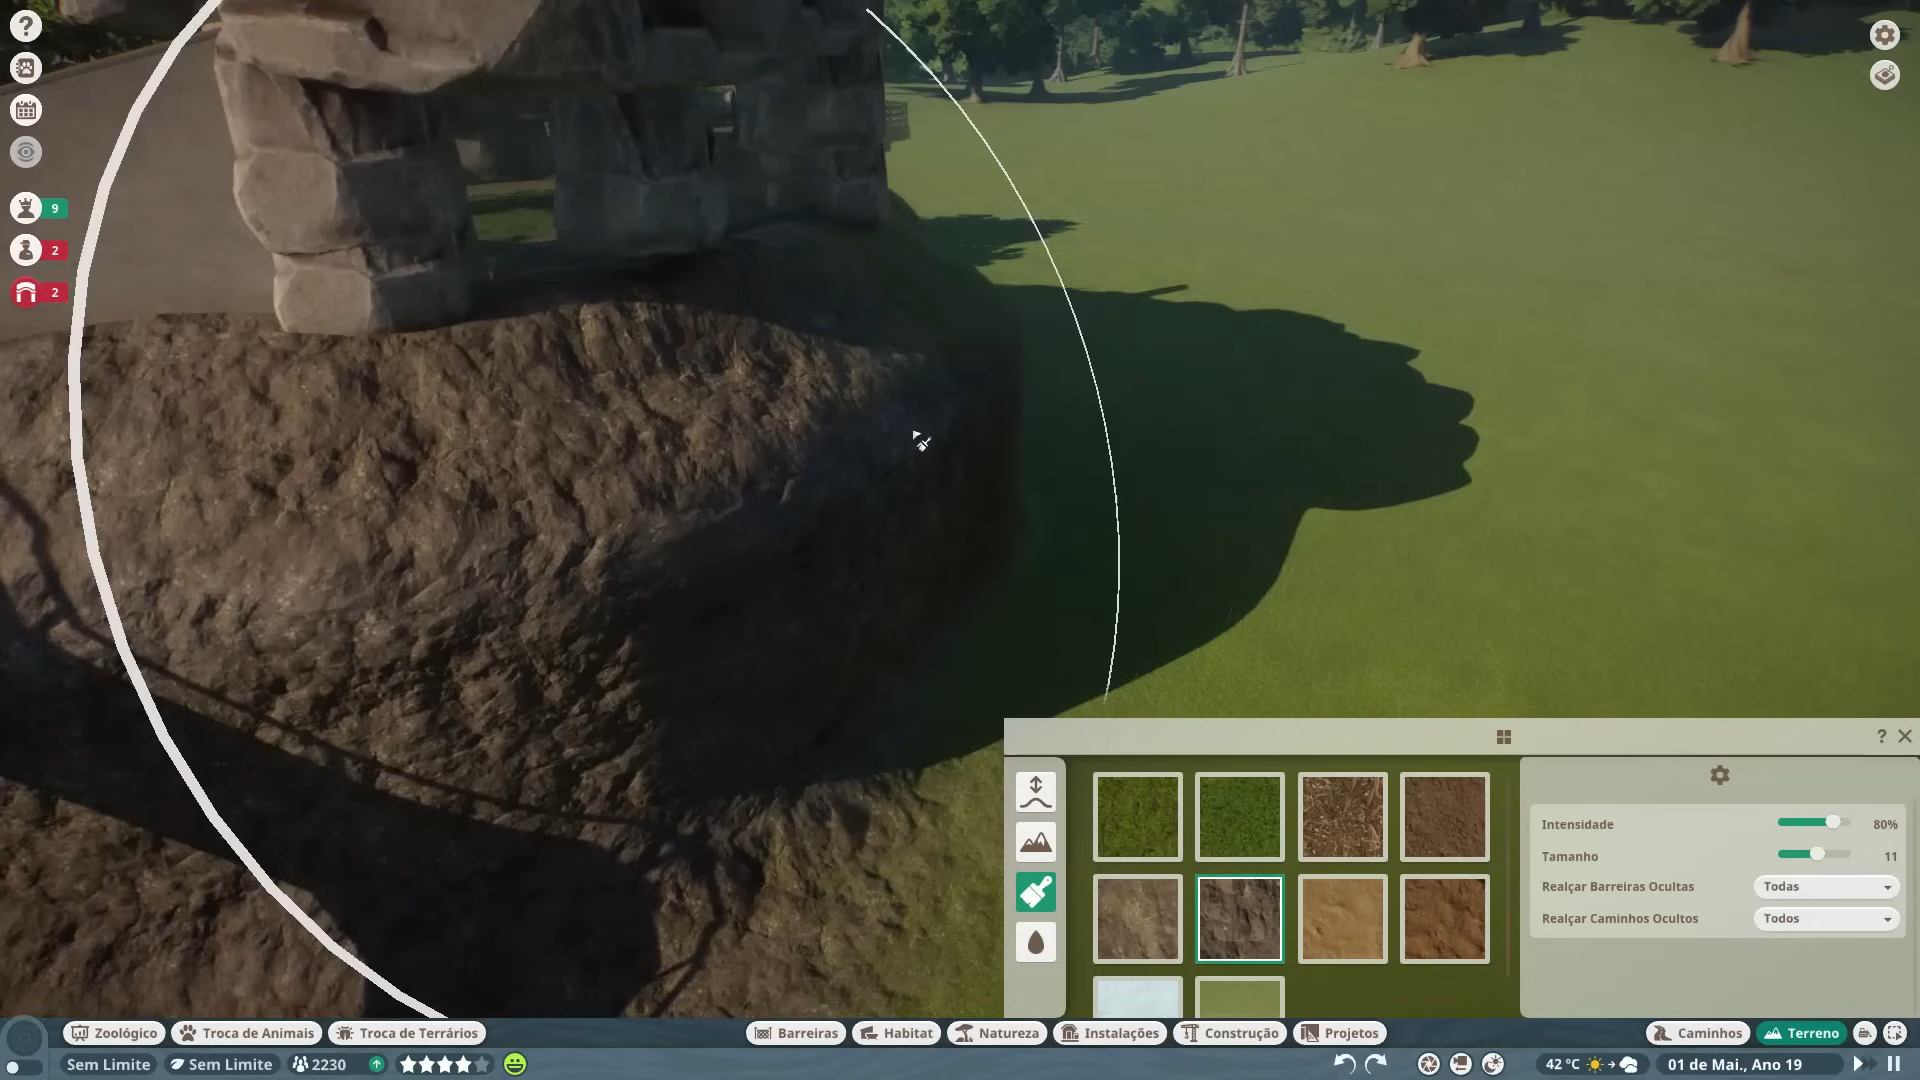 9
2
2
?
Intensidade 80%
Tamanho 11
Realçar Barreiras Ocultas Todas
Realçar Caminhos Ocultos Todos
Zoológico Troca de Animais Troca de Terrários Barreiras Habitat Natureza Instalações Construção Projetos Caminhos Terreno
Sem Limite Sem Limite 2230 42 °C 01 de Mai., Ano 19